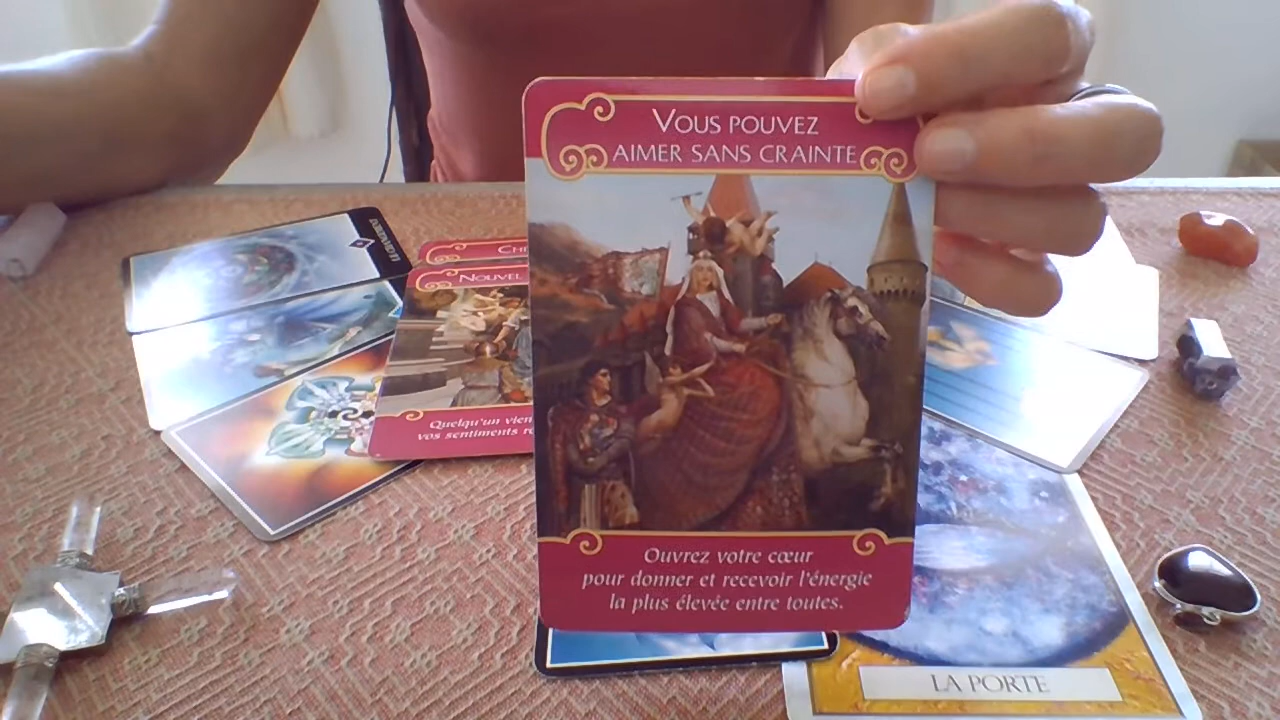 VOUS POUVEZ
AIMER SANS CRAINTE
Ouvrez votre cœur
pour donner et recevoir l'énergie
la plus élevée entre toutes.
NOUVEL
Quelqu'un vien
vos sentiments
LA PORTE